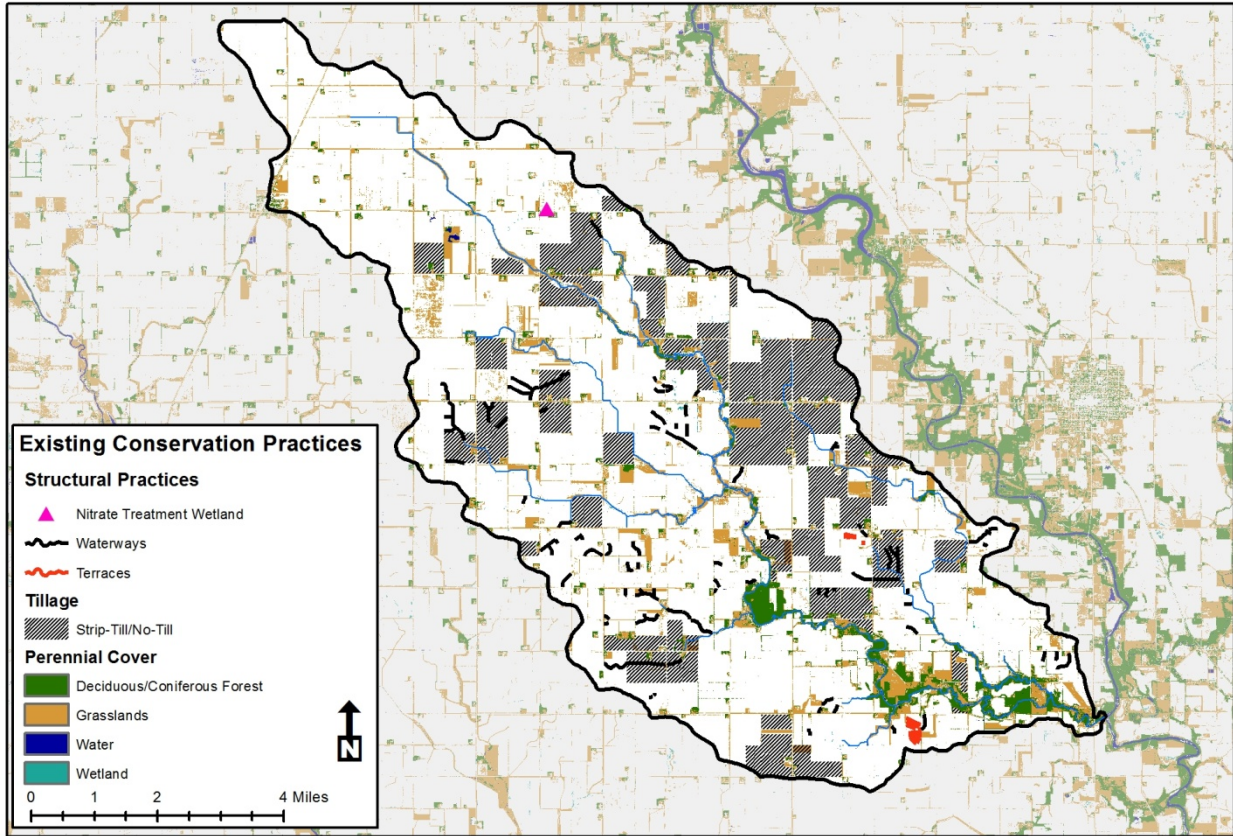 Existing Conservation Practices
Structural Practices
Nitrate Treatment Wetland
Waterways
Terraces
Tillage
Strip-Till/No-Till
Perennial Cover
Deciduous/Coniferous Forest
Grasslands
Water
Wetland
N
0 1 2 4 Miles